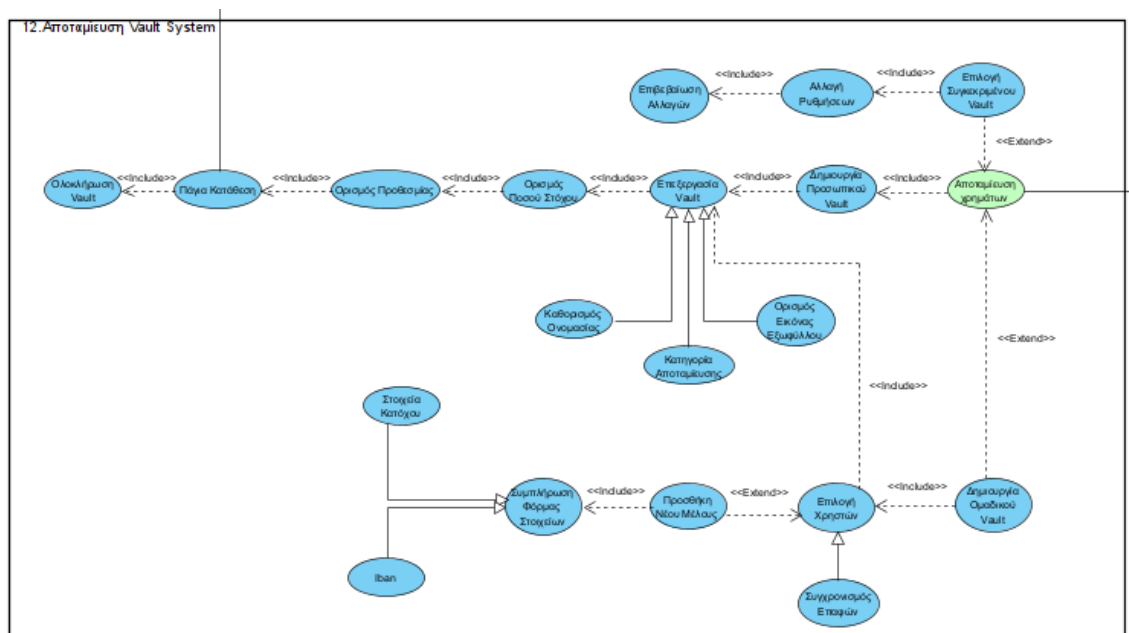 12.Αποταμίευση Vault System
<<Include>>
<<Include>>
Επιβεβαίωση
Αλλαγών
Αλλαγή
Ρυθμήσεων
Επιλογή
Συγκεκριμένου
Vault
<<Extend>>
Ολοκλήρωση
Vault
<<Include>>
Πάγια Κατάθεση
<<Include>>
Ορισμός Προθεσμίας
<<Include>>
Ορισμός
Ποσού Στόχου
<<Include>>
Επεξεργασία
Vault
<<Include>>
Δημιουργία
Προσωπικού
Vault
<<Include>>
Αποταμίευση
χρημάτων
Καθορισμός
Ονομασίας
Ορισμός
Εικόνας
Εξωφύλλου
Κατηγορία
Αποταμίευσης
<<Extend>>
<<Include>>
Στοιχεία
Κατόχου
Συμπλήρωση
Φόρμας
Στοιχείων
<<Include>>
Προσθήκη
Νέου Μέλους
<<Extend>>
Επιλογή
Χρηστών
<<Include>>
Δημιουργία
Ομαδικού
Vault
Iban
Συγχρονισμός
Επαφών